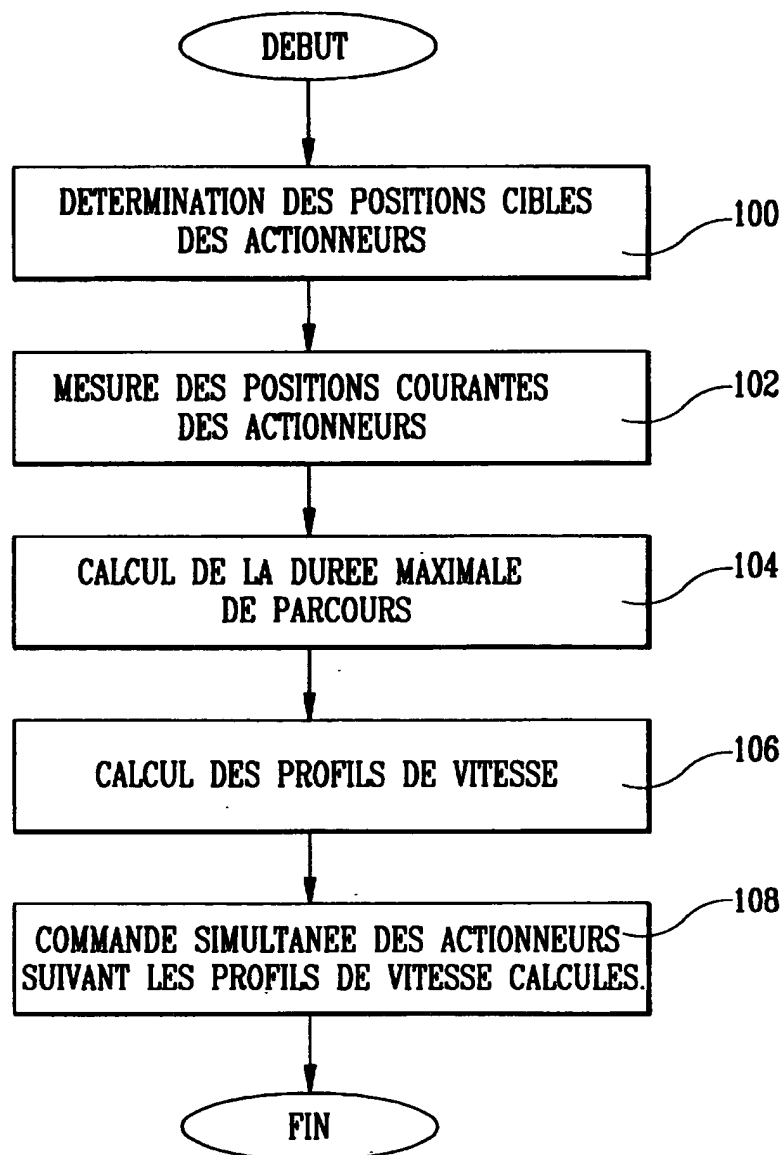 DEBUT
DETERMINATION DES POSITIONS CIBLES
DES ACTIONNEURS
100
MESURE DES POSITIONS COURANTES
DES ACTIONNEURS
102
CALCUL DE LA DUREE MAXIMALE
DE PARCOURS
104
CALCUL DES PROFILS DE VITESSE
106
COMMANDE SIMULTANEE DES ACTIONNEURS
SUIVANT LES PROFILS DE VITESSE CALCULES.
108
FIN